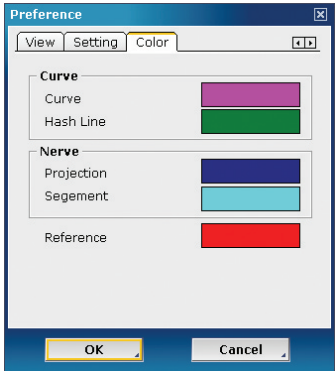 Preference
View Setting Color
Curve
Curve
Hash Line
Nerve
Projection
Segement
Reference
OK Cancel